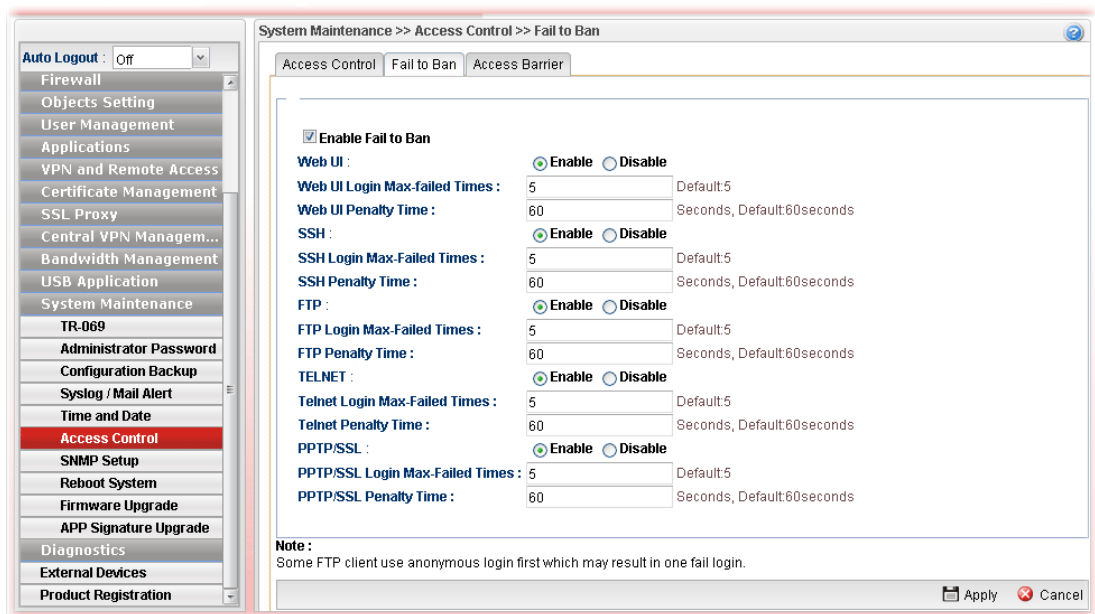 System Maintenance >> Access Control >> Fail to Ban
Auto Logout : Off
Firewall
Objects Setting
User Management
Applications
VPN and Remote Access
Certificate Management
SSL Proxy
Central VPN Managem...
Bandwidth Management
USB Application
System Maintenance
TR-069
Administrator Password
Configuration Backup
Syslog / Mail Alert
Time and Date
Access Control
SNMP Setup
Reboot System
Firmware Upgrade
APP Signature Upgrade
Diagnostics
External Devices
Product Registration
Access Control Fail to Ban Access Barrier
Enable Fail to Ban
Web UI : Enable Disable
Web UI Login Max-failed Times : 5 Default:5
Web UI Penalty Time : 60 Seconds, Default:60seconds
SSH : Enable Disable
SSH Login Max-Failed Times : 5 Default:5
SSH Penalty Time : 60 Seconds, Default:60seconds
FTP : Enable Disable
FTP Login Max-Failed Times : 5 Default:5
FTP Penalty Time : 60 Seconds, Default:60seconds
TELNET : Enable Disable
Telnet Login Max-Failed Times : 5 Default:5
Telnet Penalty Time : 60 Seconds, Default:60seconds
PPTP/SSL : Enable Disable
PPTP/SSL Login Max-Failed Times : 5 Default:5
PPTP/SSL Penalty Time : 60 Seconds, Default:60seconds
Note :
Some FTP client use anonymous login first which may result in one fail login.
Apply Cancel